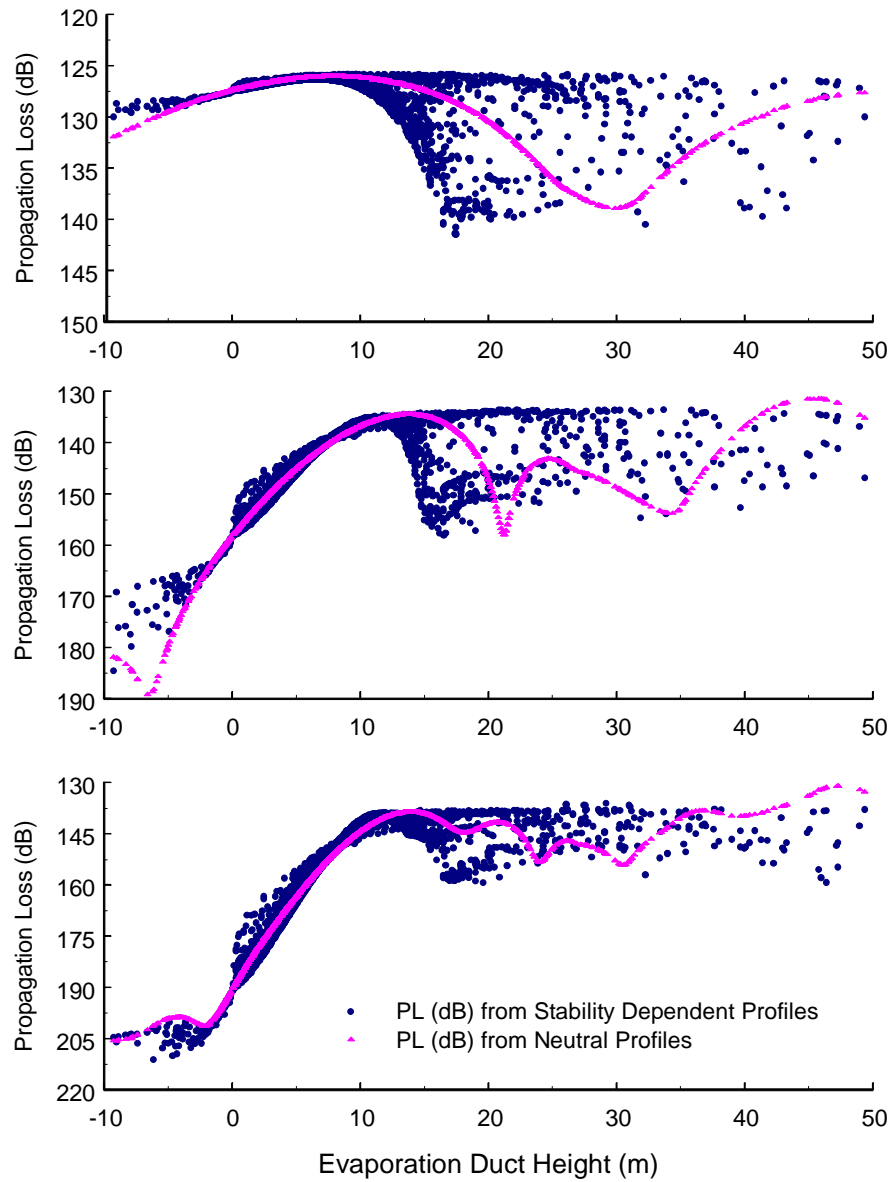 120
125
130
135
140
145
150
Propagation Loss (dB)
-10 0 10 20 30 40 50
130
140
150
160
170
180
190
Propagation Loss (dB)
-10 0 10 20 30 40 50
130
145
160
175
190
205
220
Propagation Loss (dB)
PL (dB) from Stability Dependent Profiles
PL (dB) from Neutral Profiles
-10 0 10 20 30 40 50
Evaporation Duct Height (m)